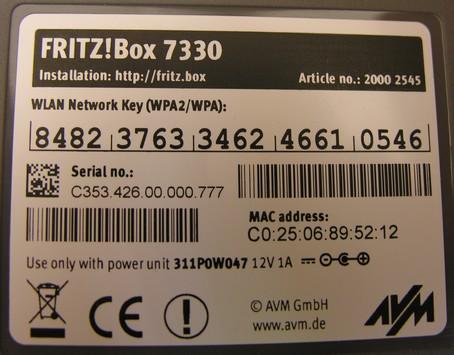 FRITZ!Box 7330
Installation: http://fritz.box Article no.: 2000 2545
WLAN Network Key (WPA2/WPA):
8482 3763 3462 4661 0546
Serial no.:
C353.426.00.000.777
MAC address:
C0:25:06:89:52:12
Use only with power unit 311P0W047 12V 1A
CE
© AVM GmbH
www.avm.de
AVM